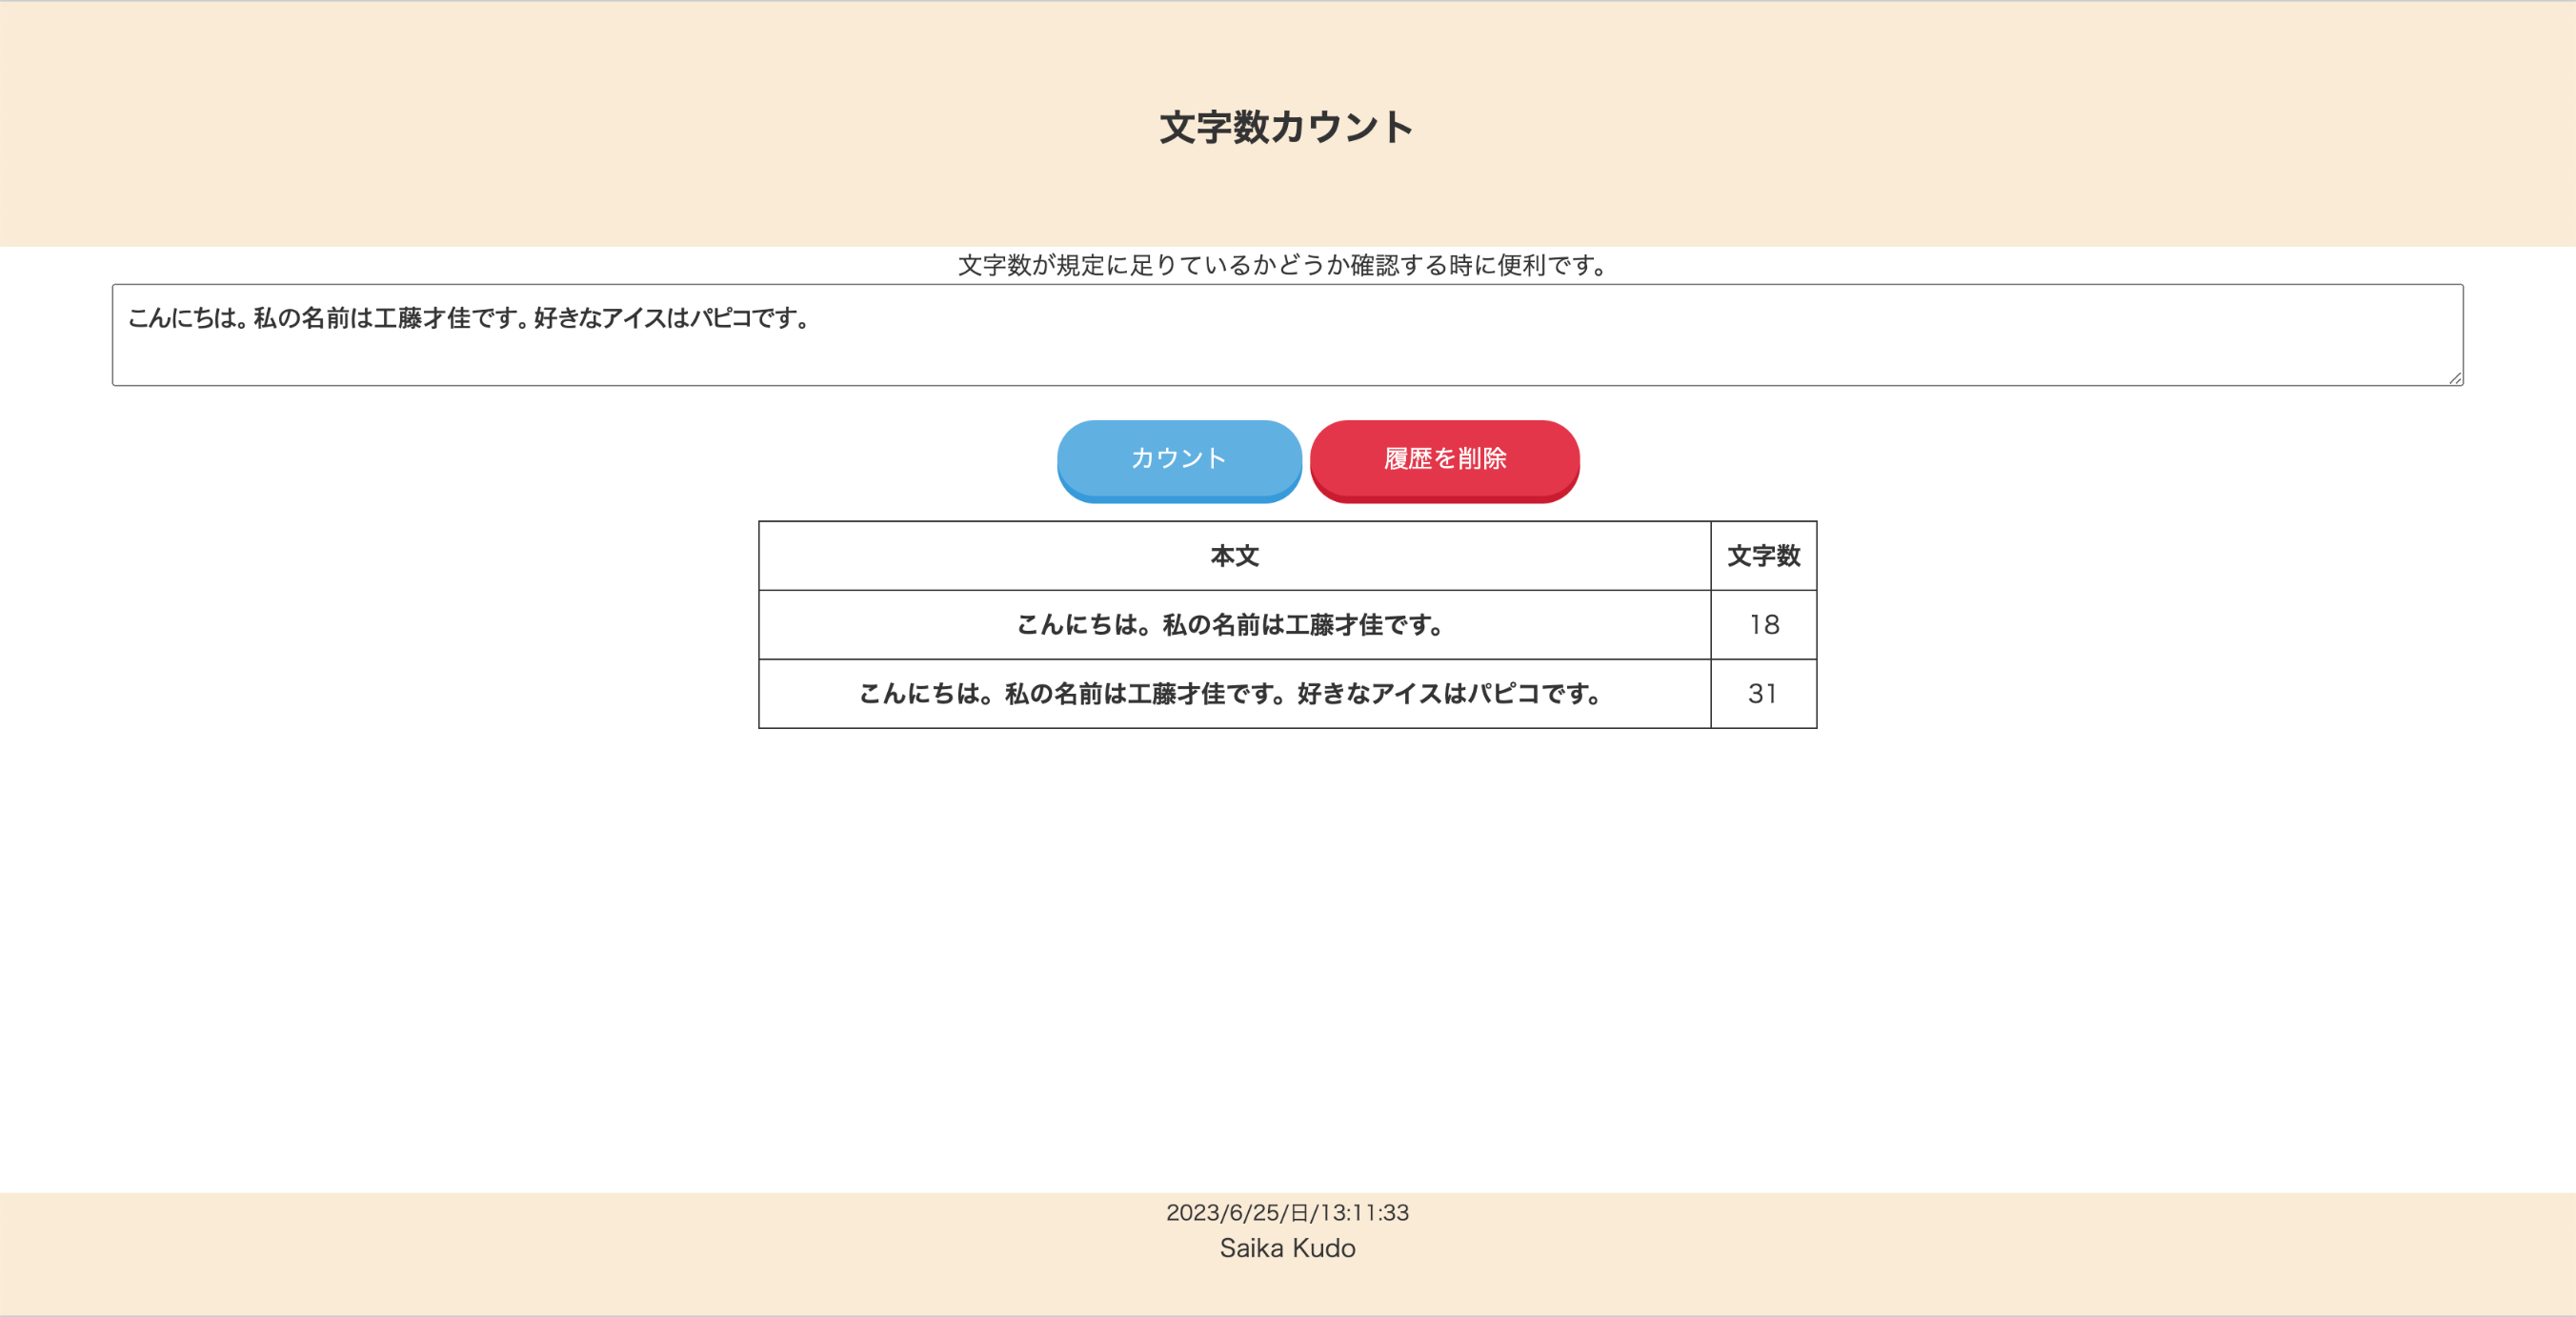 文字数カウント
文字数が規定に足りているかどうか確認する時に便利です。
こんにちは。私の名前は工藤才佳です。好きなアイスはパピコです。
カウント 履歴を削除
本文 文字数
こんにちは。私の名前は工藤才佳です。 18
こんにちは。私の名前は工藤才佳です。好きなアイスはパピコです。 31
2023/6/25/日/13:11:33
Saika Kudo